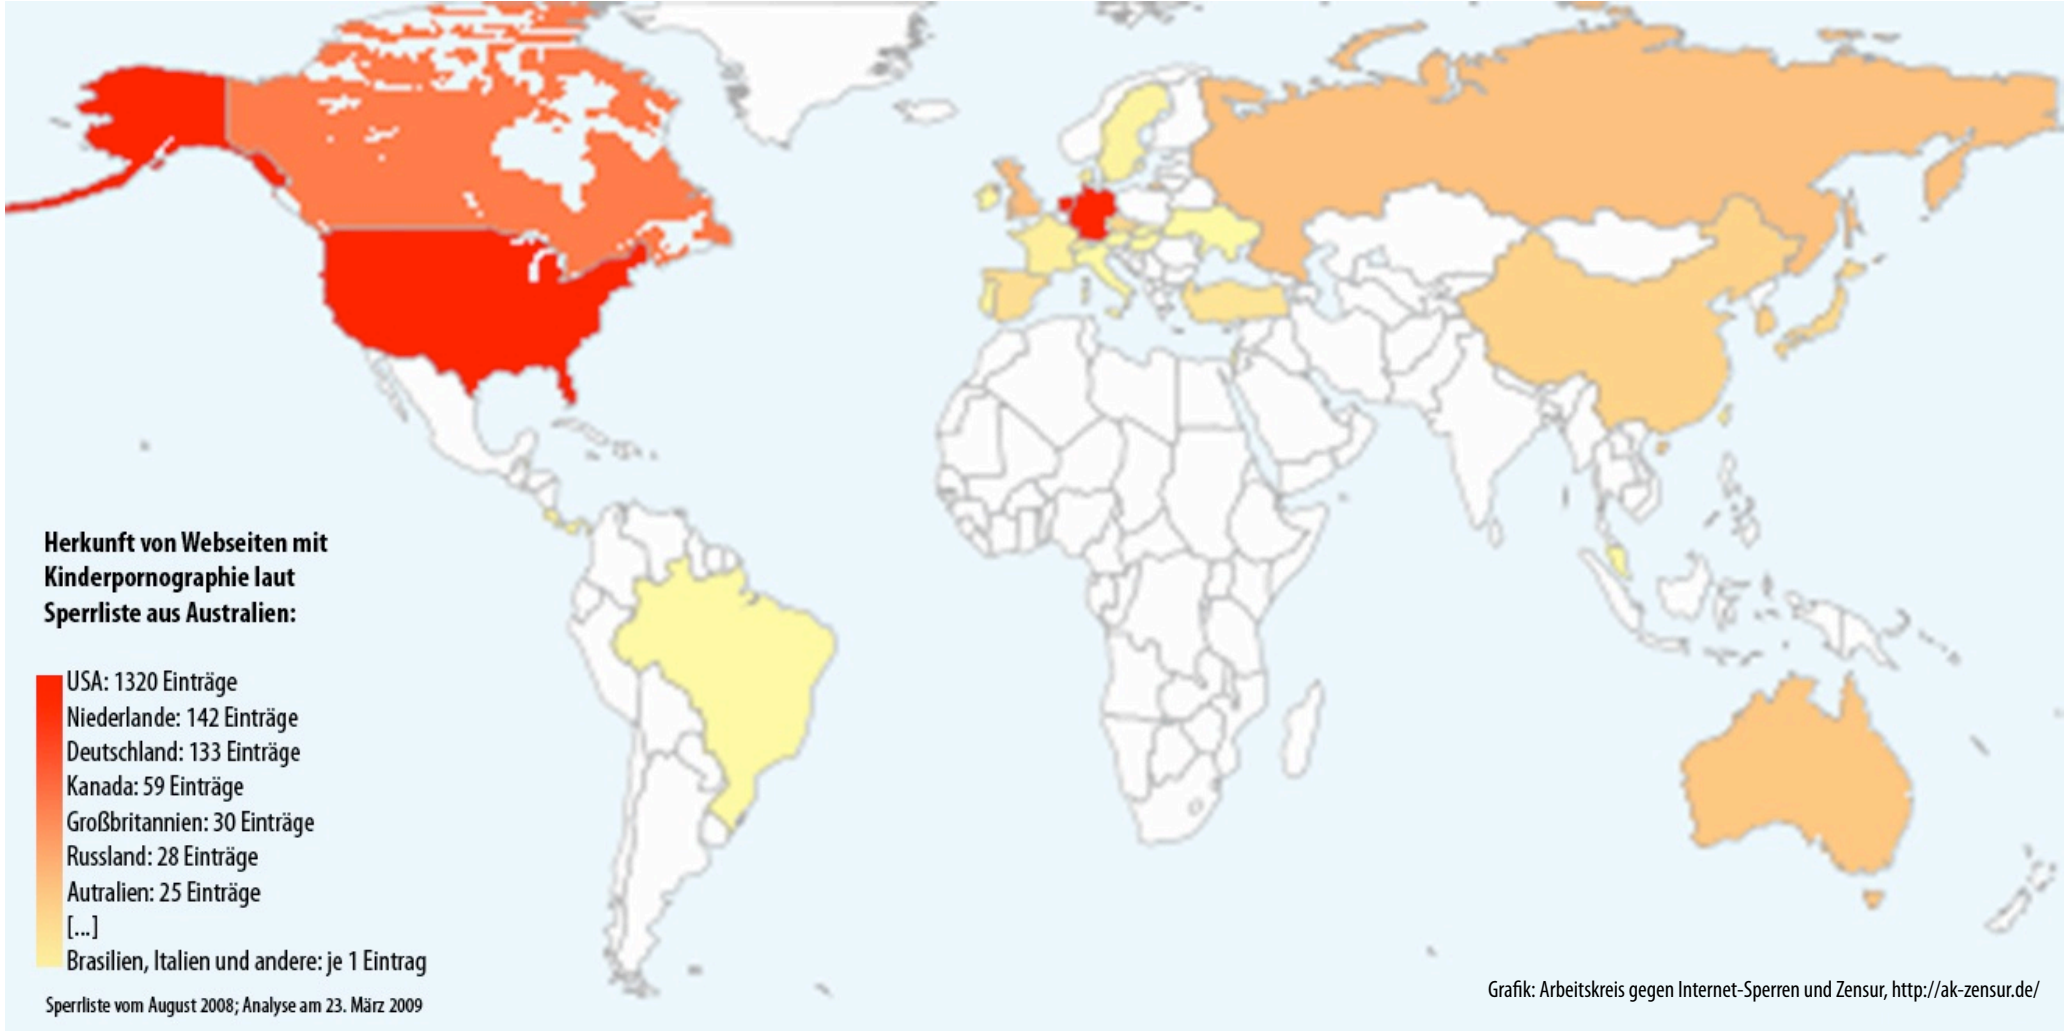 Herkunft von Webseiten mit
Kinderpornographie laut
Sperrliste aus Australien:
USA: 1320 Einträge
Niederlande: 142 Einträge
Deutschland: 133 Einträge
Kanada: 59 Einträge
Großbritannien: 30 Einträge
Russland: 28 Einträge
Autralien: 25 Einträge
[...]
Brasilien, Italien und andere: je 1 Eintrag
Sperrliste vom August 2008; Analyse am 23. März 2009
Grafik: Arbeitskreis gegen Internet-Sperren und Zensur, http://ak-zensur.de/